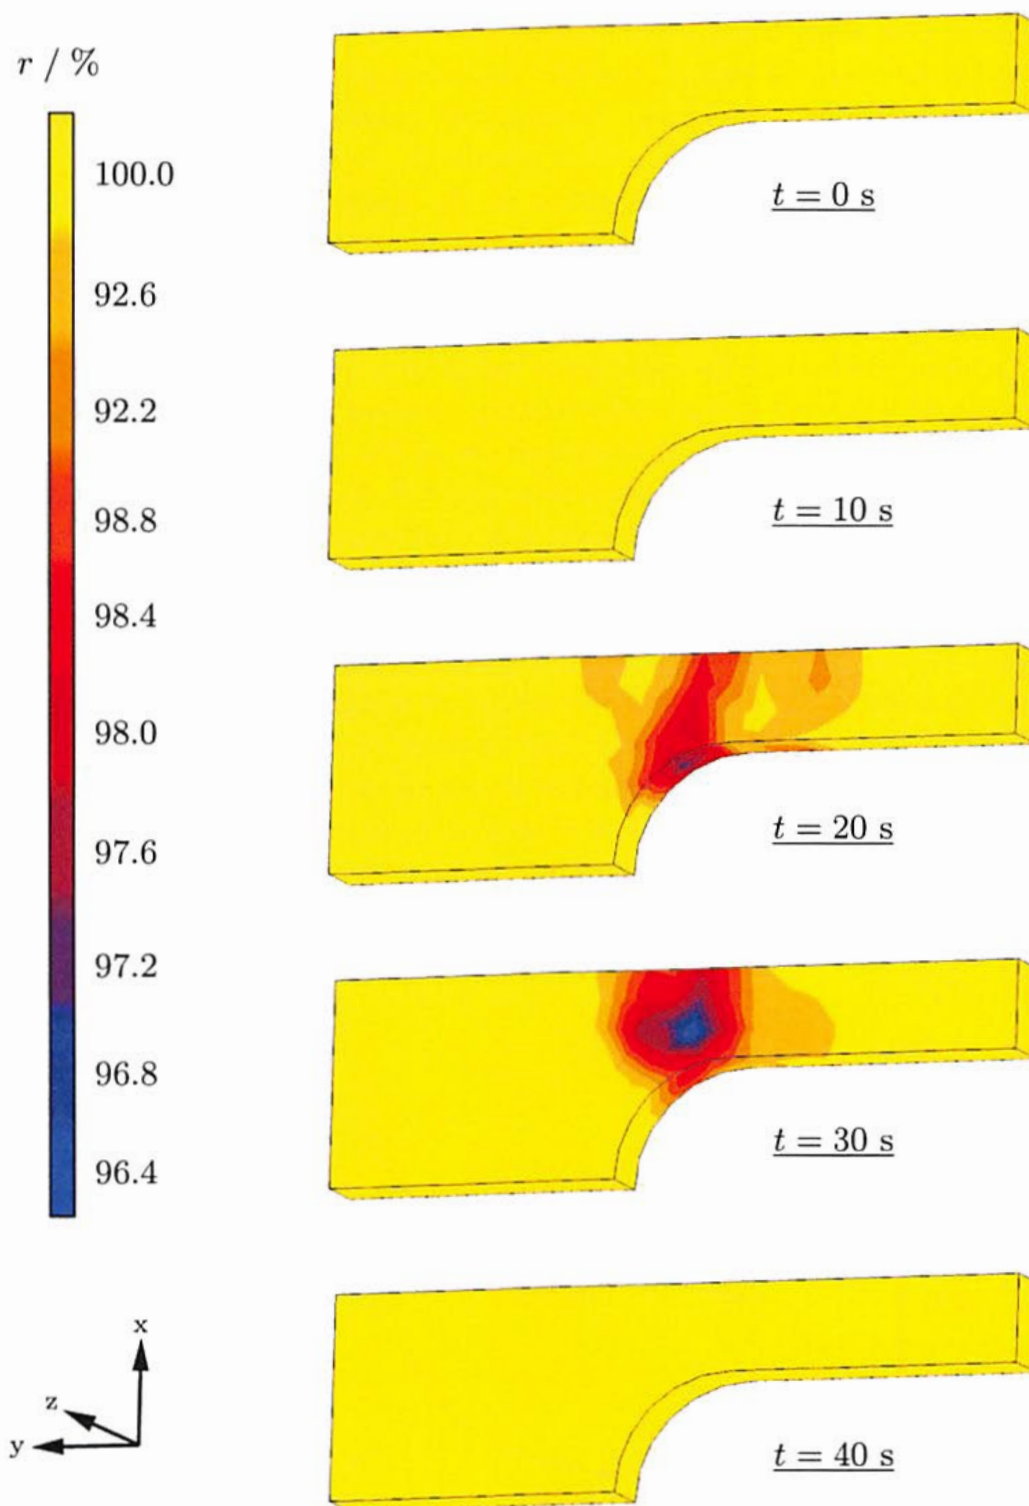 r / %
100.0
92.6
92.2
98.8
98.4
98.0
97.6
97.2
96.8
96.4
t = 0 s
t = 10 s
t = 20 s
t = 30 s
t = 40 s
x
z
y